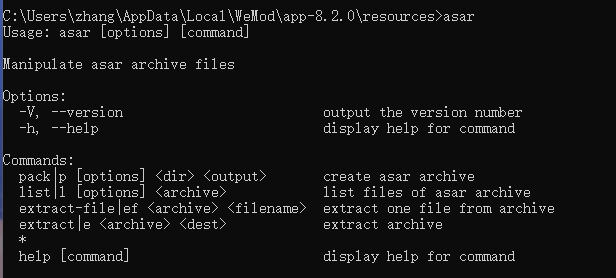 C:\Users\zhang\AppData\Local\WeMod\app-8.2.0\resources>asar
Usage: asar [options] [command]
Manipulate asar archive files
Options:
-V, --version output the version number
-h, --help display help for command
Commands:
pack|p [options] <dir> <output> create asar archive
list|l [options] <archive> list files of asar archive
extract-file|ef <archive> <filename> extract one file from archive
extract|e <archive> <dest> extract archive
*
help [command] display help for command